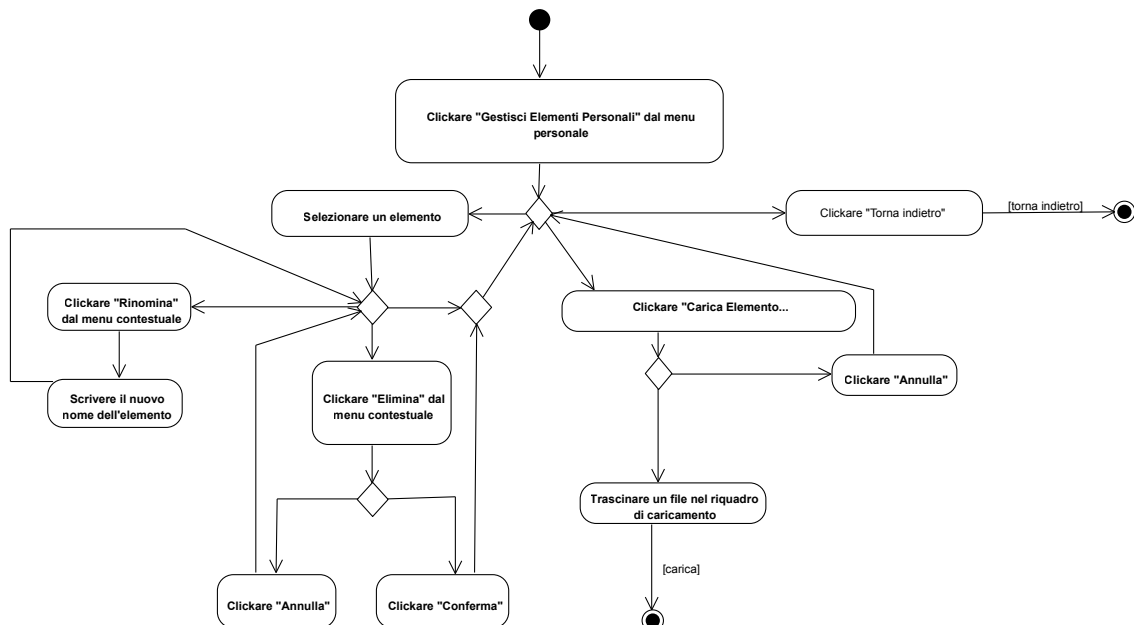 Clickare "Gestisci Elementi Personali" dal menu
personale
Selezionare un elemento
Clickare "Torna indietro"
[torna indietro]
Clickare "Rinomina"
dal menu contestuale
Clickare "Carica Elemento...
Scrivere il nuovo
nome dell'elemento
Clickare "Elimina" dal
menu contestuale
Clickare "Annulla"
Trascinare un file nel riquadro
di caricamento
[carica]
Clickare "Annulla"
Clickare "Conferma"